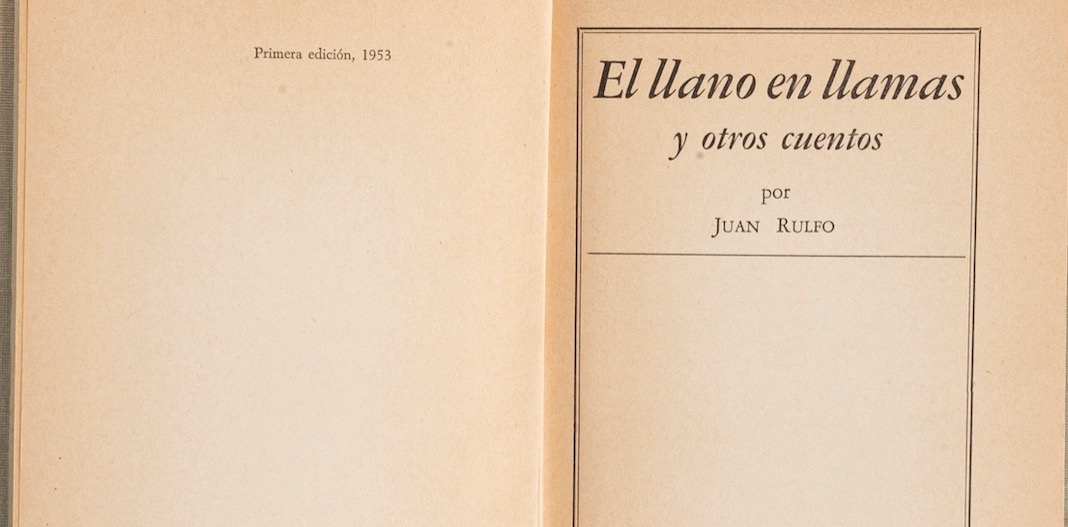 Primera edición, 1953
El llano en llamas
y otros cuentos
por
JUAN RULFO